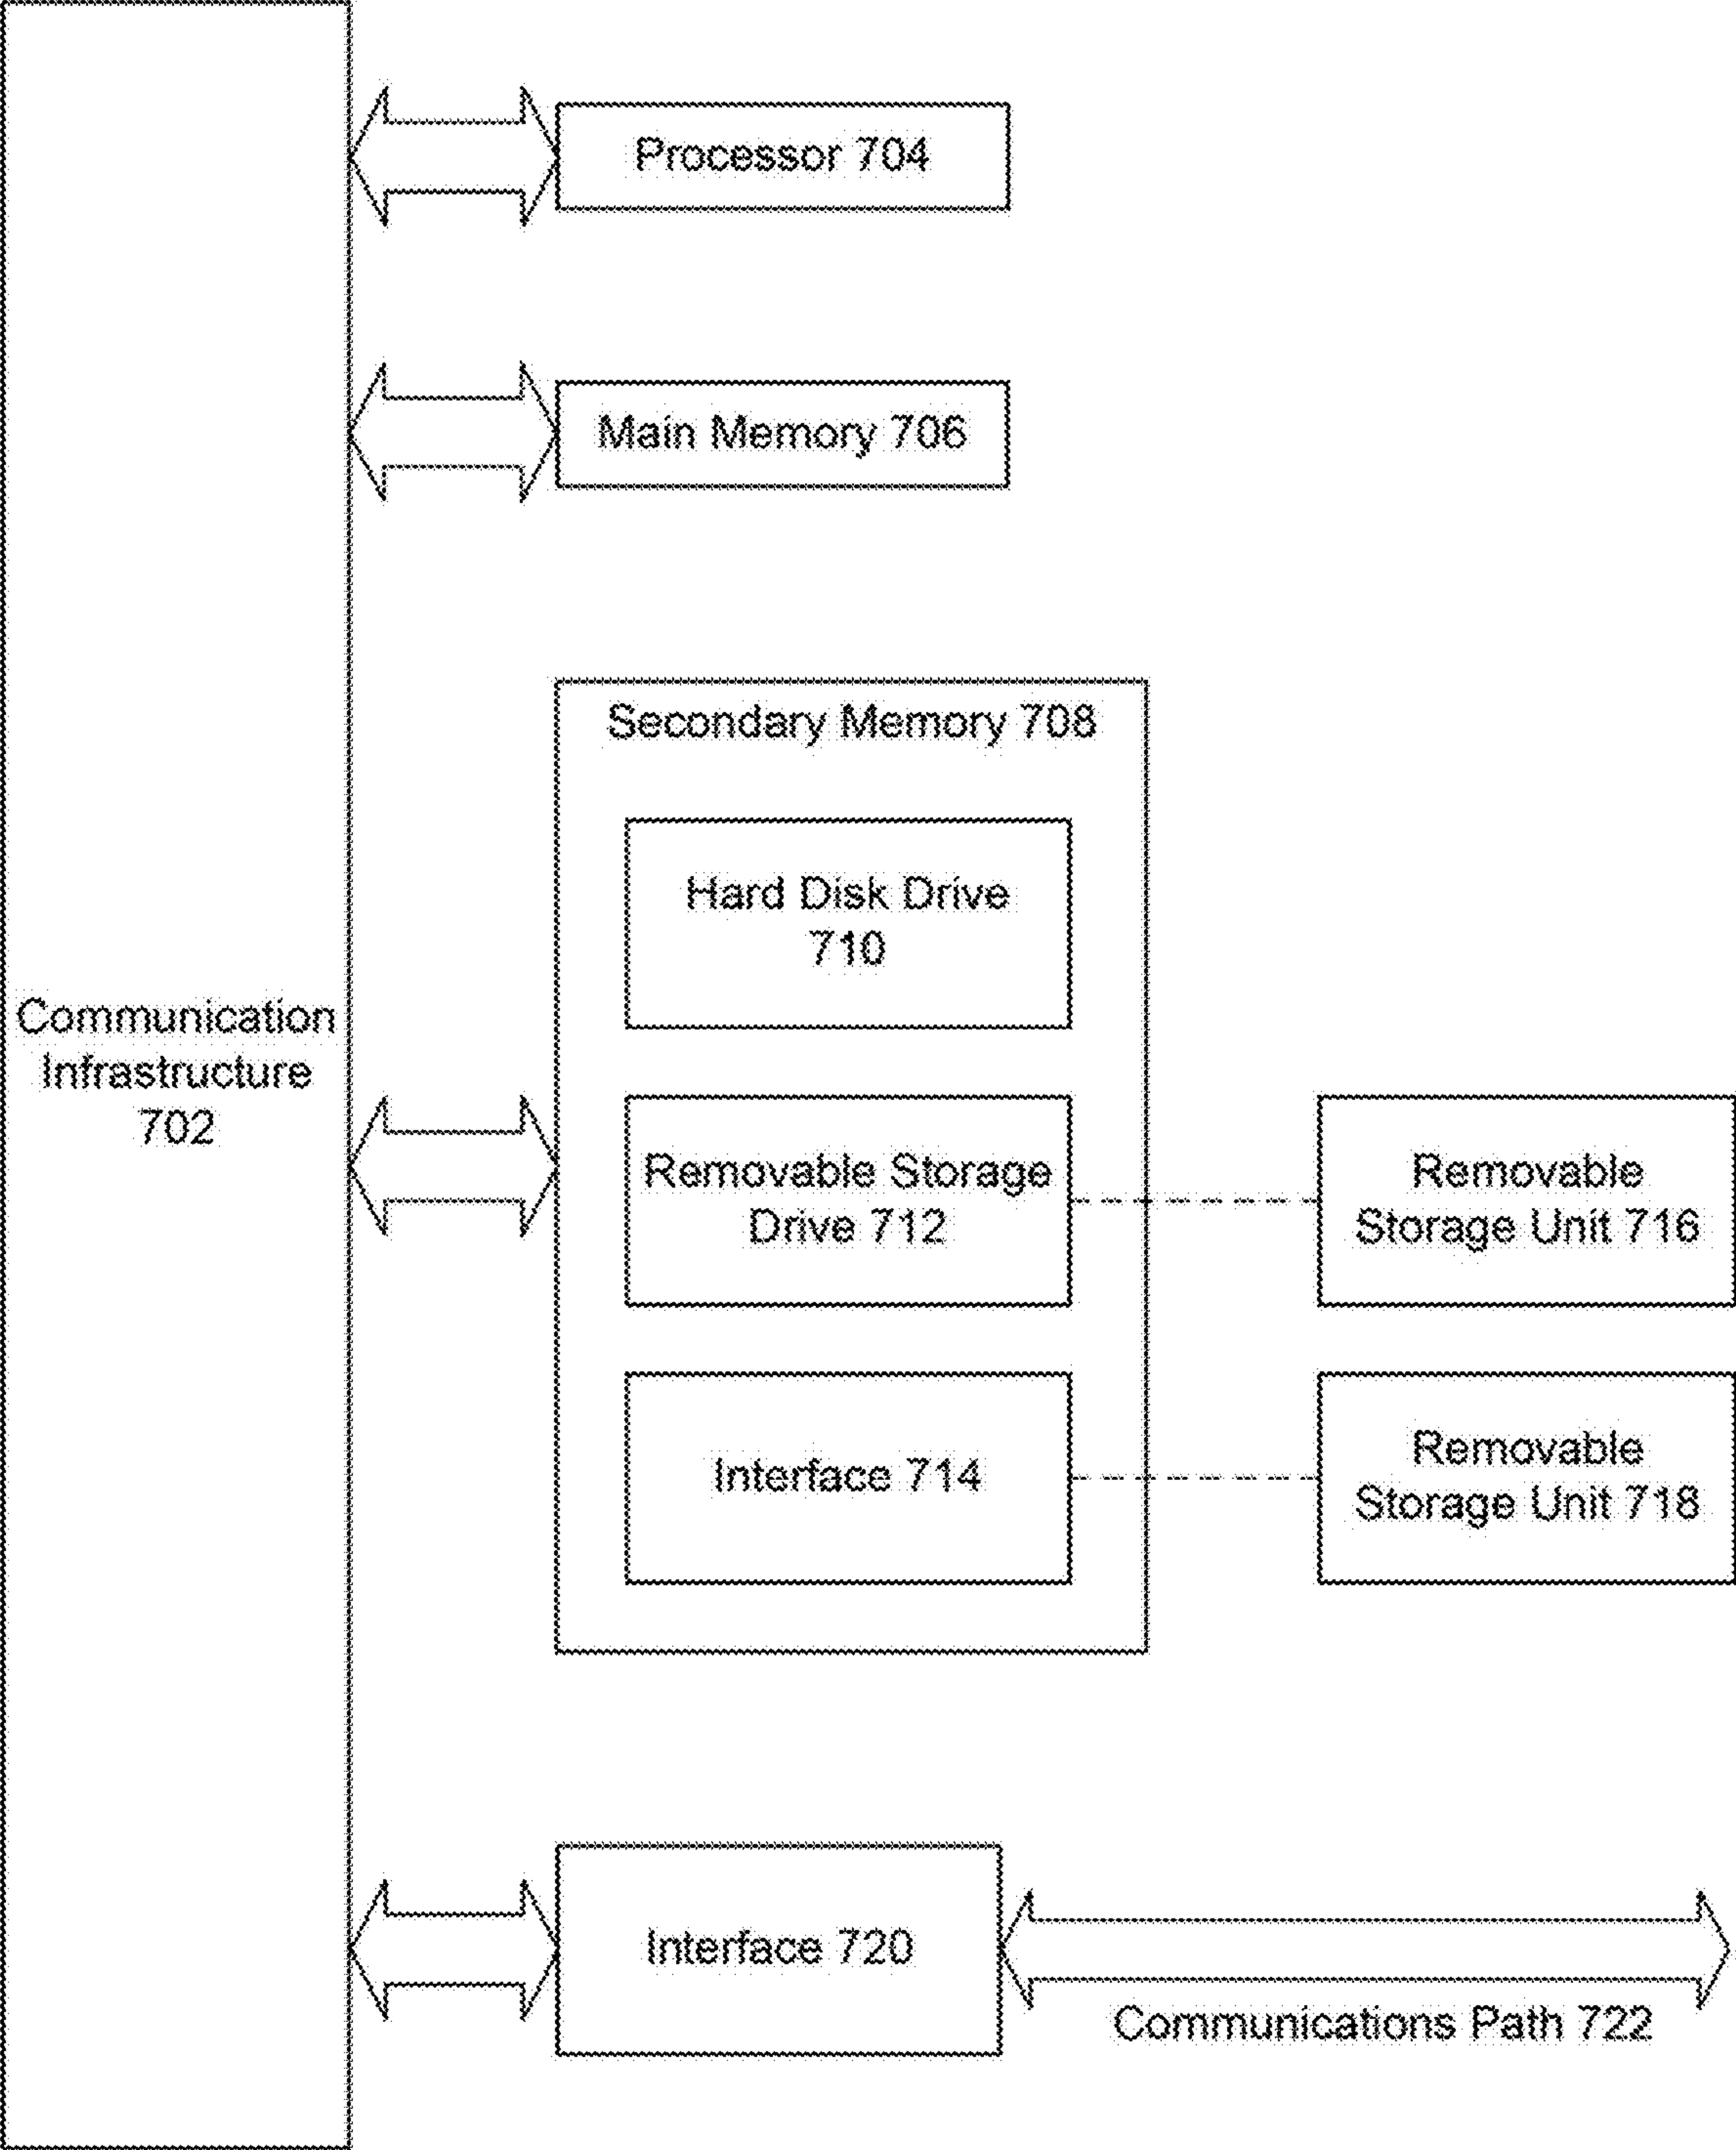 Processor 704
Main Memory 706
Secondary Memory 708
Hard Disk Drive
710
Communication
Infrastructure
702
Removable Storage
Drive 712
Removable
Storage Unit 716
Interface 714
Removable
Storage Unit 718
Interface 720
Communications Path 722